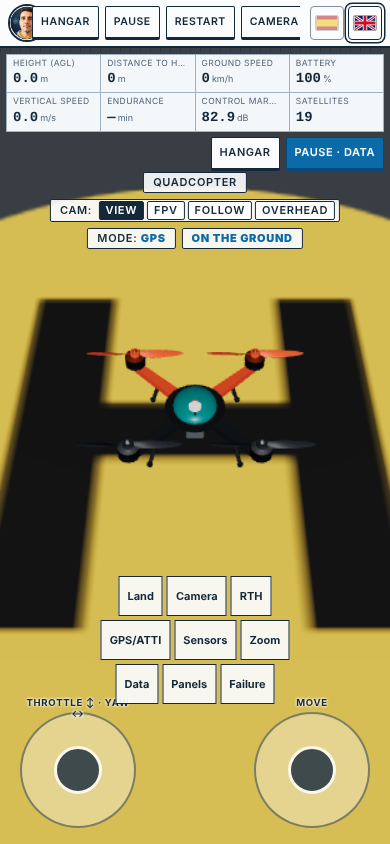 HANGAR PAUSE RESTART CAMERA
HEIGHT (AGL) DISTANCE TO H... GROUND SPEED BATTERY
0.0 m 0 m 0 km/h 100 %
VERTICAL SPEED ENDURANCE CONTROL MAR... SATELLITES
0.0 m/s — min 82.9 dB 19
HANGAR PAUSE · DATA
QUADCOPTER
CAM: VIEW FPV FOLLOW OVERHEAD
MODE: GPS ON THE GROUND
Land Camera RTH
GPS/ATTI Sensors Zoom
Data Panels Failure
THROTTLE ↕ · YAW ↔ MOVE